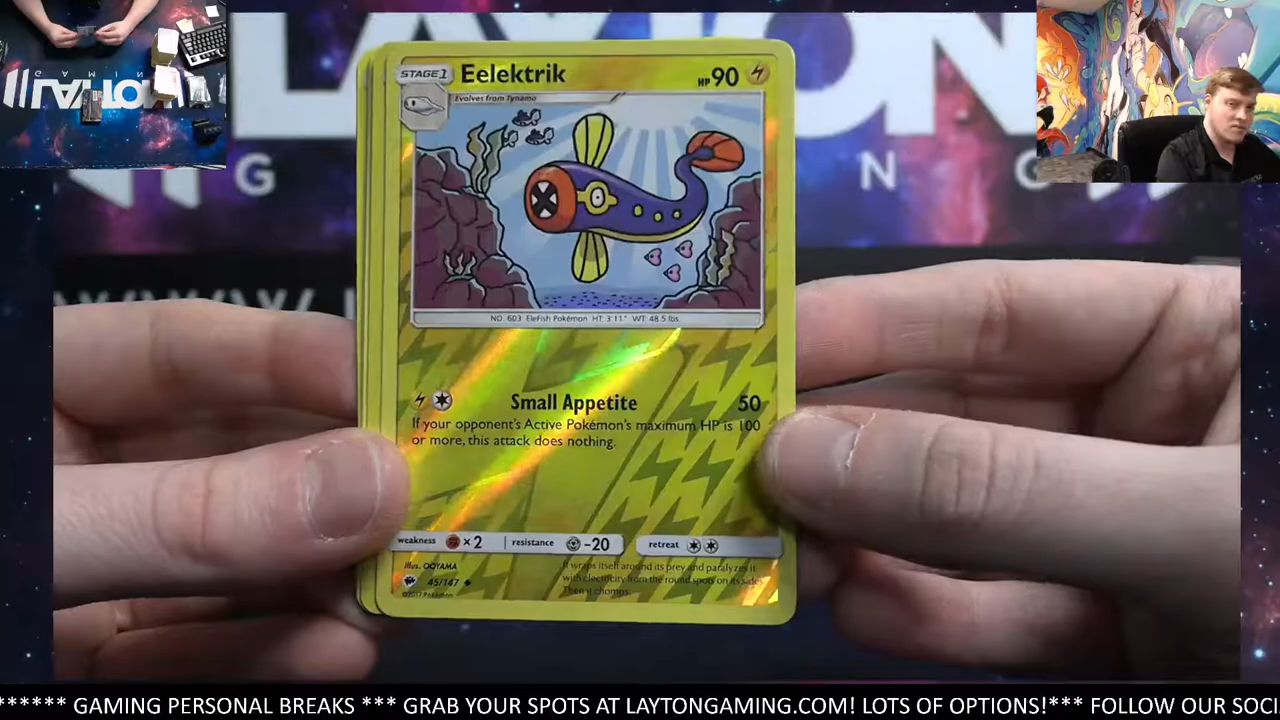 STAGE 1
Eelektrik
HP 90
Evolves from Tynamo
NO. 603 EleFish Pokémon HT: 3'11" WT: 48.5 lbs.
Small Appetite 50
If your opponent's Active Pokémon's maximum HP is 100
or more, this attack does nothing.
weakness ×2 resistance -20 retreat
Illus. OOYAMA
45/147
©2017 Pokémon
It wraps itself around its prey and paralyzes it
with electricity from the round spots on its sides.
Then it chomps.
LAYTON
G N G
****** GAMING PERSONAL BREAKS *** GRAB YOUR SPOTS AT LAYTONGAMING.COM! LOTS OF OPTIONS!*** FOLLOW OUR SOCI